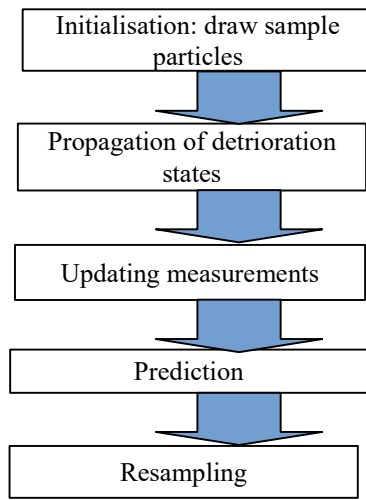 Initialisation: draw sample
particles
Propagation of detrioration
states
Updating measurements
Prediction
Resampling